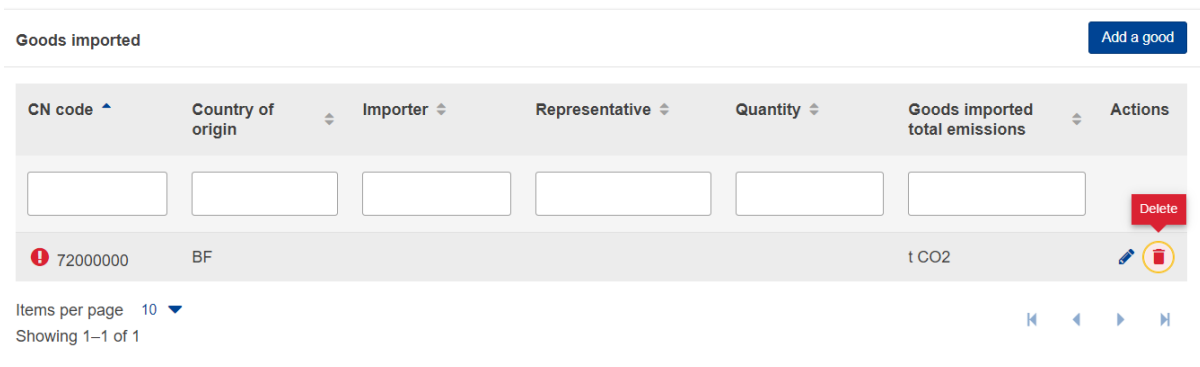 Goods imported
Add a good
CN code Country of Importer Representative Quantity Goods imported Actions
origin total emissions
Delete
72000000 BF t CO2
Items per page 10
Showing 1–1 of 1